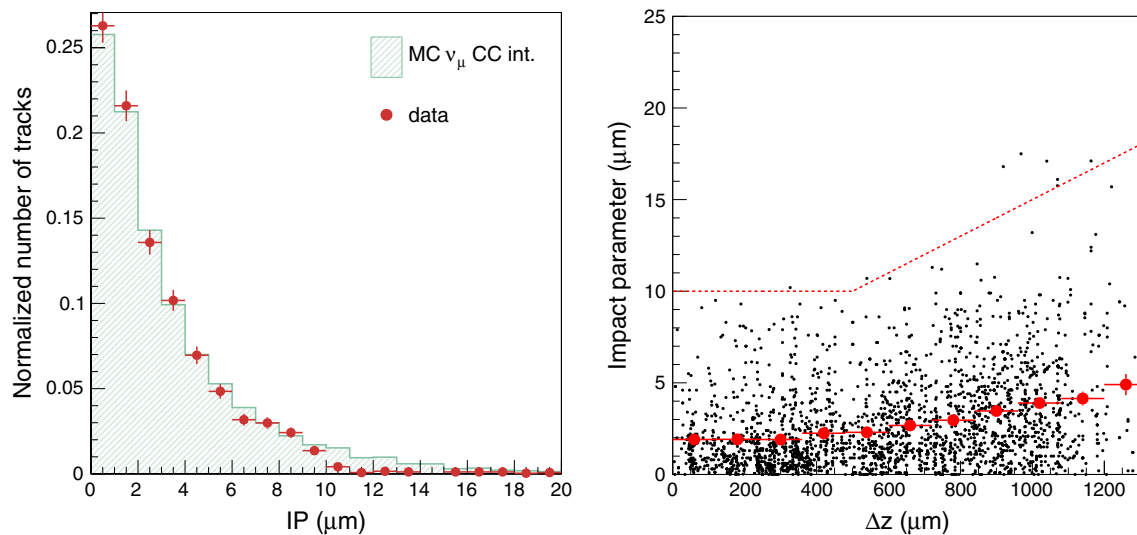 Normalized number of tracks
0.25
0.2
0.15
0.1
0.05
0
MC νμ CC int.
data
0 2 4 6 8 10 12 14 16 18 20
IP (μm)
Impact parameter (μm)
25
20
15
10
5
0
0 200 400 600 800 1000 1200
Δz (μm)